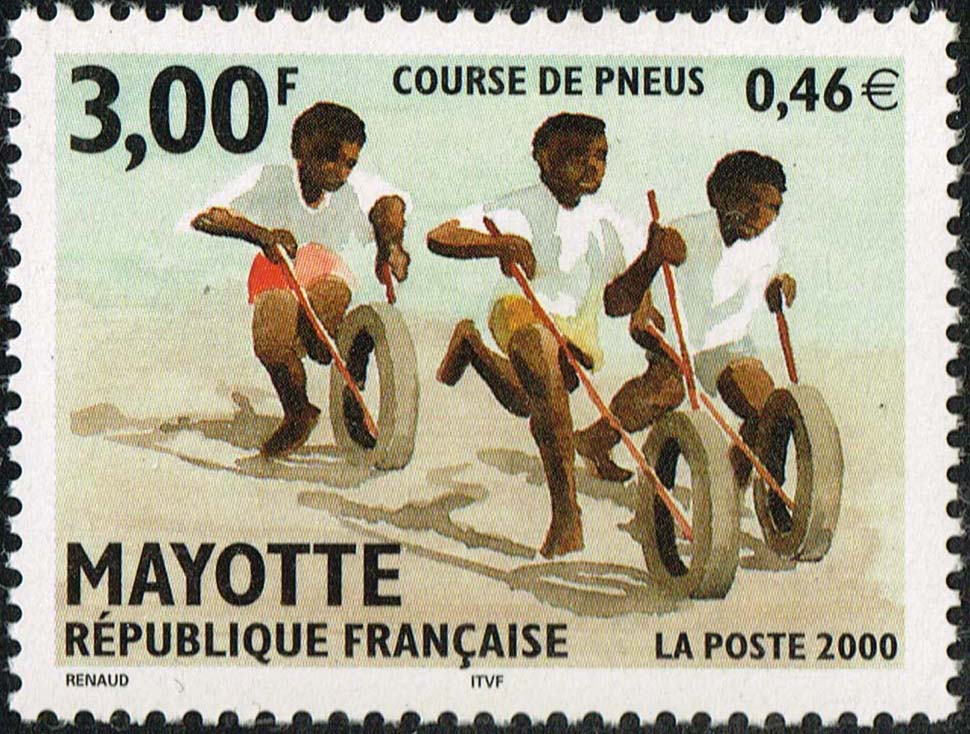 3,00F
COURSE DE PNEUS
0,46€
MAYOTTE
RÉPUBLIQUE FRANÇAISE
LA POSTE 2000
RENAUD
ITVF